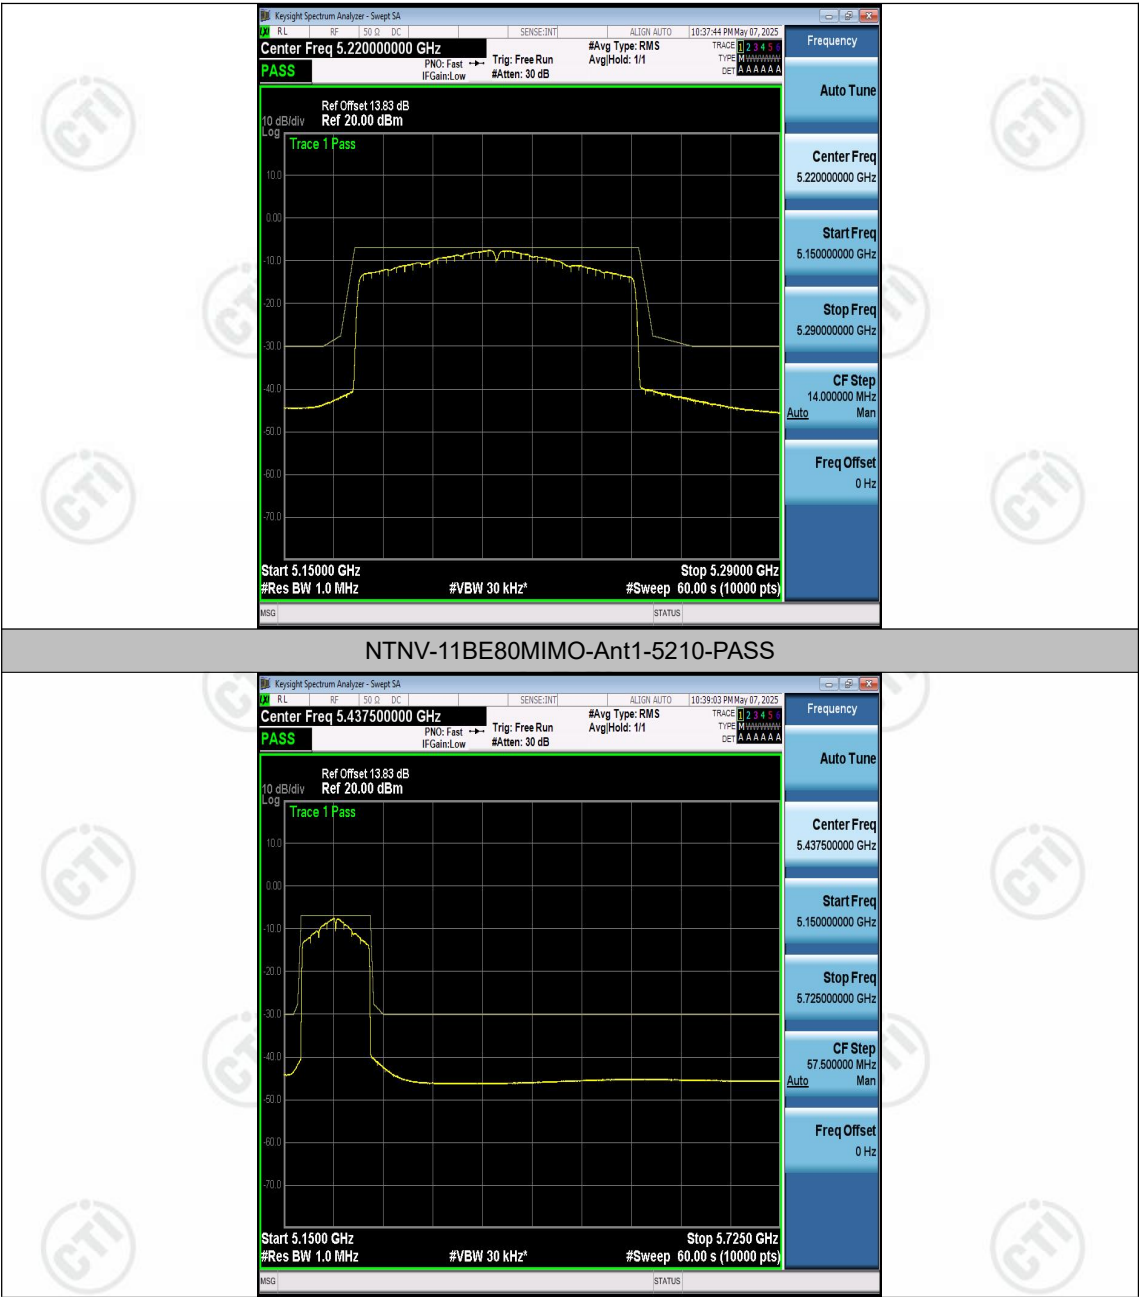 Keysight Spectrum Analyzer - Swept SA
RL RF 50 Ω DC SENSE:INT ALIGN AUTO 10:37:44 PM May 07, 2025
Center Freq 5.220000000 GHz
#Avg Type: RMS
TRACE 1 2 3 4 5 6
PASS
PNO: Fast
Trig: Free Run
Avg|Hold: 1/1
TYPE M WWWWW
IFGain:Low
#Atten: 30 dB
DET A A A A A A
Ref Offset 13.83 dB
10 dB/div Ref 20.00 dBm
Log
Trace 1 Pass
10.0
0.00
-10.0
-20.0
-30.0
-40.0
-50.0
-60.0
-70.0
Start 5.15000 GHz Stop 5.29000 GHz
#Res BW 1.0 MHz #VBW 30 kHz* #Sweep 60.00 s (10000 pts)
MSG STATUS
Frequency
Auto Tune
Center Freq
5.220000000 GHz
Start Freq
5.150000000 GHz
Stop Freq
5.290000000 GHz
CF Step
14.000000 MHz
Auto Man
Freq Offset
0 Hz
NTNV-11BE80MIMO-Ant1-5210-PASS
Keysight Spectrum Analyzer - Swept SA
RL RF 50 Ω DC SENSE:INT ALIGN AUTO 10:39:03 PM May 07, 2025
Center Freq 5.437500000 GHz
#Avg Type: RMS
TRACE 1 2 3 4 5 6
PASS
PNO: Fast
Trig: Free Run
Avg|Hold: 1/1
TYPE M WWWWW
IFGain:Low
#Atten: 30 dB
DET A A A A A A
Ref Offset 13.83 dB
10 dB/div Ref 20.00 dBm
Log
Trace 1 Pass
10.0
0.00
-10.0
-20.0
-30.0
-40.0
-50.0
-60.0
-70.0
Start 5.1500 GHz Stop 5.7250 GHz
#Res BW 1.0 MHz #VBW 30 kHz* #Sweep 60.00 s (10000 pts)
MSG STATUS
Frequency
Auto Tune
Center Freq
5.437500000 GHz
Start Freq
5.150000000 GHz
Stop Freq
5.725000000 GHz
CF Step
57.500000 MHz
Auto Man
Freq Offset
0 Hz
CTI
CTI
CTI
CTI
CTI
CTI
CTI
CTI